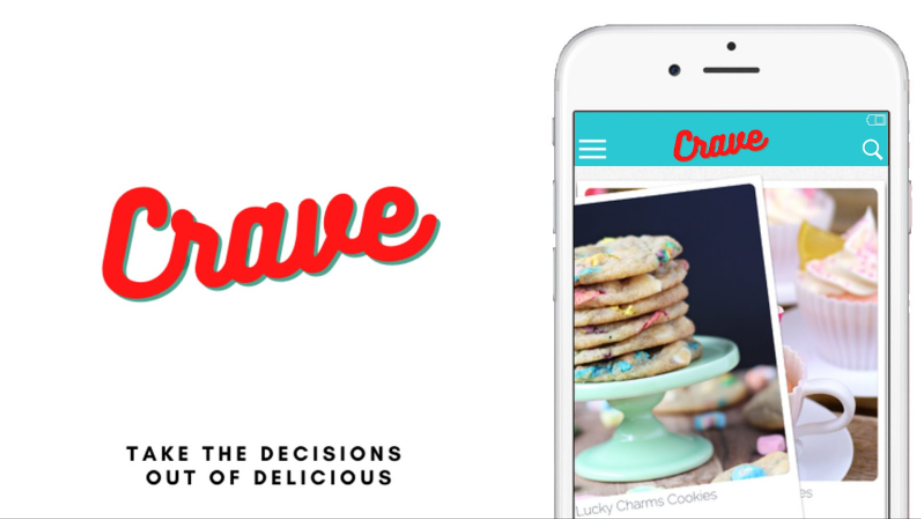 Crave
TAKE THE DECISIONS
OUT OF DELICIOUS
Crave
Lucky Charms Cookies